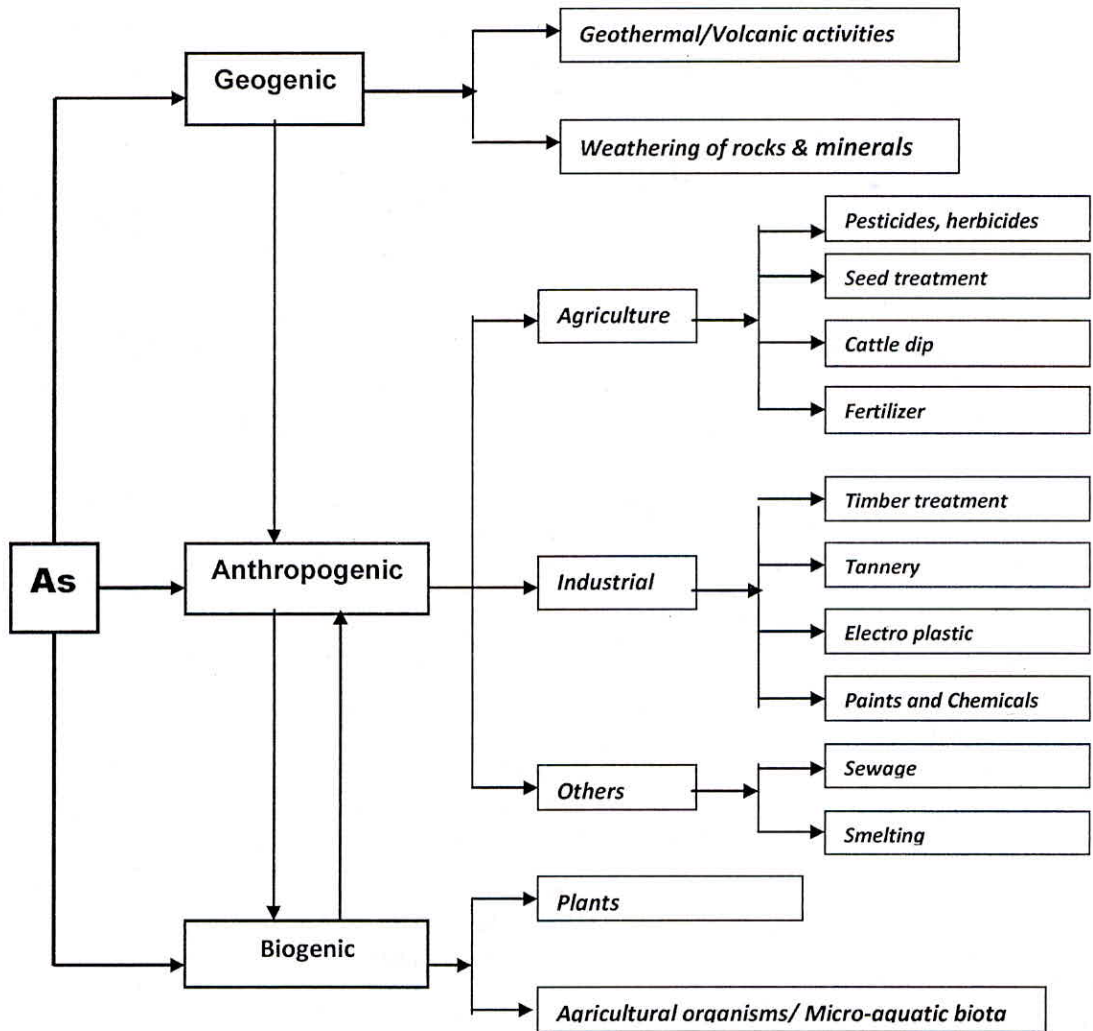 Geothermal/Volcanic activities
Geogenic
Weathering of rocks & minerals
Pesticides, herbicides
Seed treatment
Agriculture
Cattle dip
Fertilizer
Timber treatment
As
Anthropogenic
Industrial
Tannery
Electro plastic
Paints and Chemicals
Others
Sewage
Smelting
Plants
Biogenic
Agricultural organisms/ Micro-aquatic biota